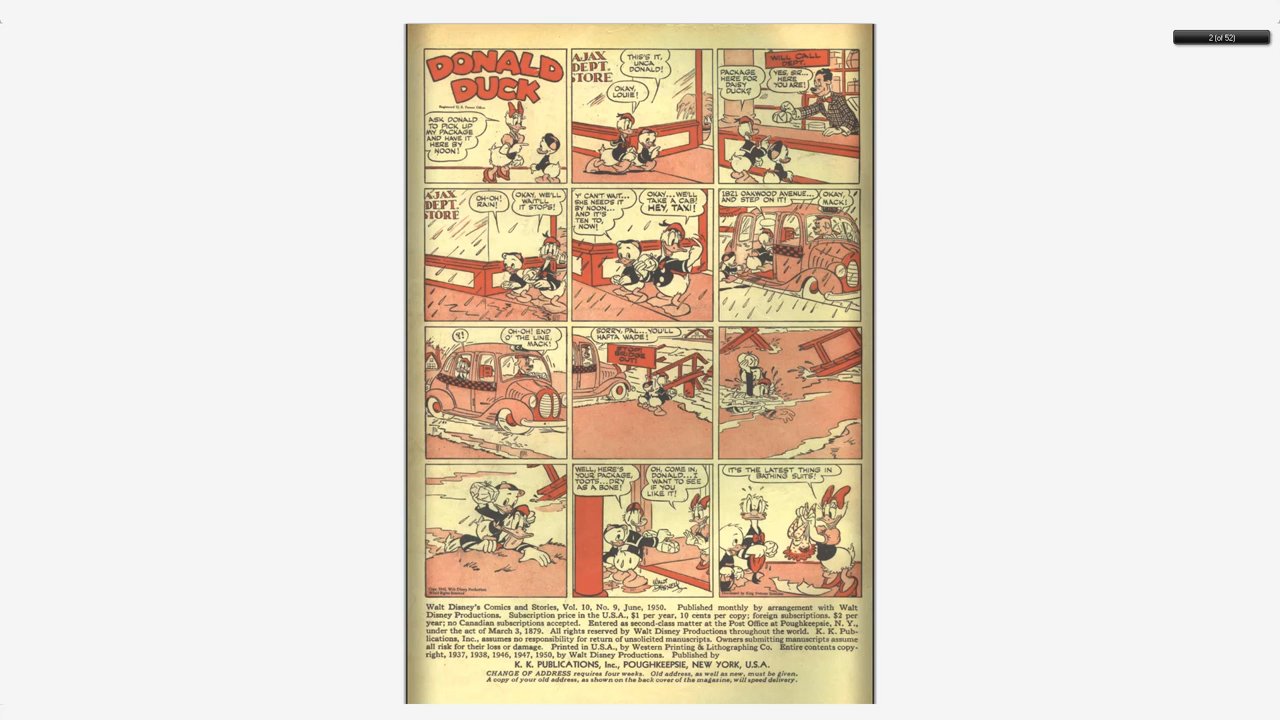 2 (of 52)
DONALD
DUCK
Registered U. S. Patent Office
ASK DONALD
TO PICK UP
MY PACKAGE
AND HAVE IT
HERE BY
NOON!
AJAX
DEPT.
STORE
THIS'S IT,
UNCA
DONALD!
OKAY,
LOUIE!
WILL CALL
DEPT.
PACKAGE
HERE FOR
DAISY
DUCK?
YES, SIR...
HERE
YOU ARE!
AJAX
DEPT.
STORE
OH-OH!
RAIN!
OKAY, WE'LL
WAIT'LL
IT STOPS!
Y' CAN'T WAIT...
SHE NEEDS IT
BY NOON...
AND IT'S
TEN TO,
NOW!
OKAY...WE'LL
TAKE A CAB!
HEY, TAXI!
1821 OAKWOOD AVENUE...
AND STEP ON IT!
OKAY,
MACK!
?!
OH-OH! END
O' THE LINE,
MACK!
SORRY, PAL...YOU'LL
HAFTA WADE!
STOP!
BRIDGE
OUT!
WELL, HERE'S
YOUR PACKAGE,
TOOTS...DRY
AS A BONE!
OH, COME IN,
DONALD...I
WANT TO SEE
IF YOU
LIKE IT!
WALT
DISNEY
IT'S THE LATEST THING IN
BATHING SUITS!
Walt Disney's Comics and Stories, Vol. 10, No. 9, June, 1950. Published monthly by arrangement with Walt
Disney Productions. Subscription price in the U.S.A., $1 per year, 10 cents per copy; foreign subscriptions. $2 per
year; no Canadian subscriptions accepted. Entered as second-class matter at the Post Office at Poughkeepsie, N. Y.,
under the act of March 3, 1879. All rights reserved by Walt Disney Productions throughout the world. K. K. Pub-
lications, Inc., assumes no responsibility for return of unsolicited manuscripts. Owners submitting manuscripts assume
all risk for their loss or damage. Printed in U.S.A., by Western Printing & Lithographing Co. Entire contents copy-
right, 1937, 1938, 1946, 1947, 1950, by Walt Disney Productions. Published by
K. K. PUBLICATIONS, Inc., POUGHKEEPSIE, NEW YORK, U.S.A.
CHANGE OF ADDRESS requires four weeks. Old address, as well as new, must be given.
A copy of your old address, as shown on the back cover of the magazine, will speed delivery.